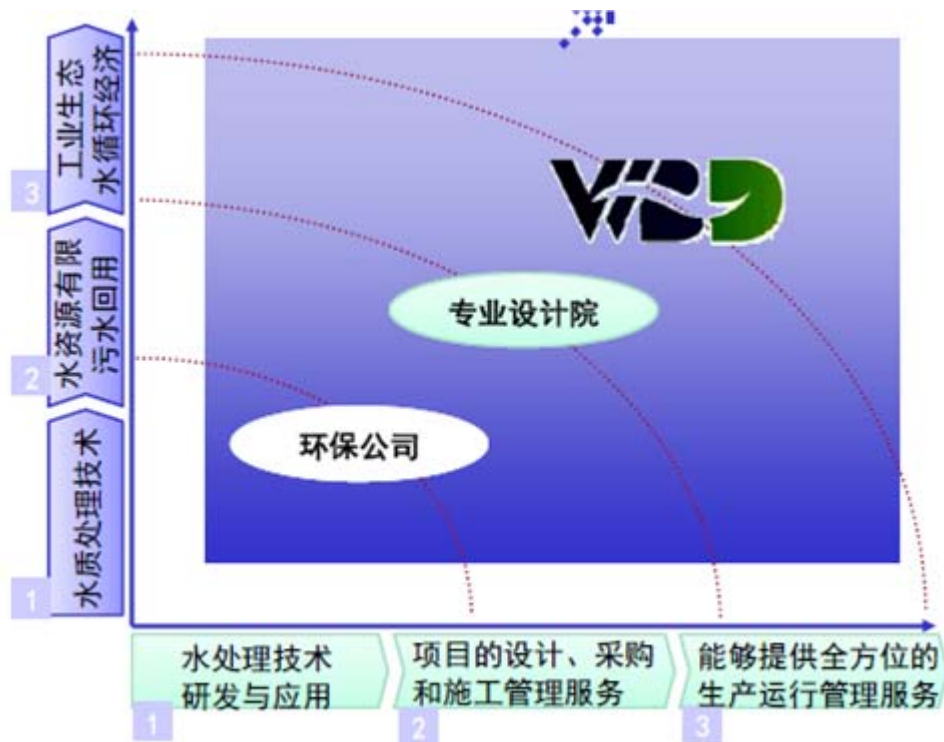 工业生态
水循环经济
3
水资源有限
污水回用
2
水质处理技术
1
WBD
专业设计院
环保公司
水处理技术
研发与应用
1
项目的设计、采购
和施工管理服务
2
能够提供全方位的
生产运行管理服务
3